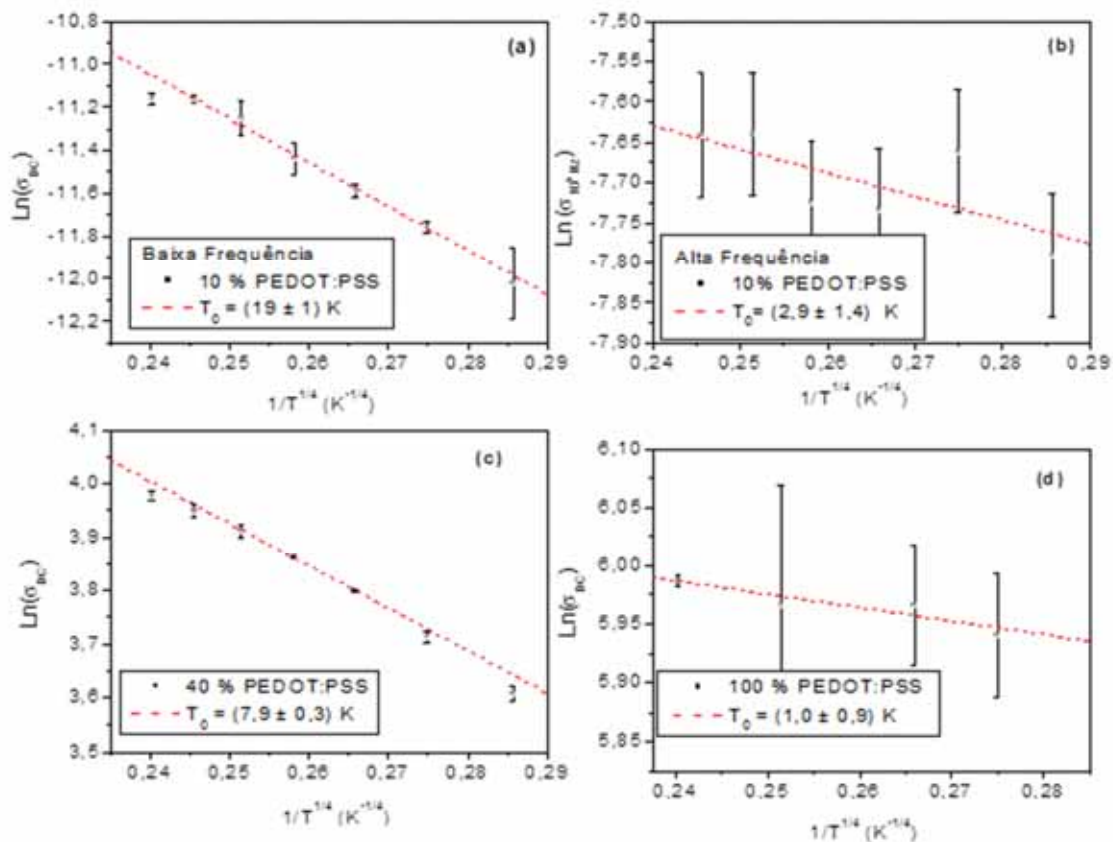 (a)
Ln(σ_BC)
-10,8
-11,0
-11,2
-11,4
-11,6
-11,8
-12,0
-12,2
Baixa Frequência
10 % PEDOT:PSS
T_0 = (19 ± 1) K
0,24 0,25 0,26 0,27 0,28 0,29
1/T^1/4 (K^-1/4)
(b)
-7,50
-7,55
-7,60
-7,65
-7,70
-7,75
-7,80
-7,85
-7,90
Alta Frequência
10% PEDOT:PSS
T_0= (2,9 ± 1,4) K
0,24 0,25 0,26 0,27 0,28 0,29
1/T^1/4 (K^-1/4)
(c)
Ln(σ_BC)
4,1
4,0
3,9
3,8
3,7
3,6
3,5
40 % PEDOT:PSS
T_0 = (7,9 ± 0,3) K
0,24 0,25 0,26 0,27 0,28 0,29
1/T^1/4 (K^-1/4)
(d)
Ln(σ_BC)
6,10
6,05
6,00
5,95
5,90
5,85
100 % PEDOT:PSS
T_0 = (1,0 ± 0,9) K
0,24 0,25 0,26 0,27 0,28
1/T^1/4 (K^-1/4)